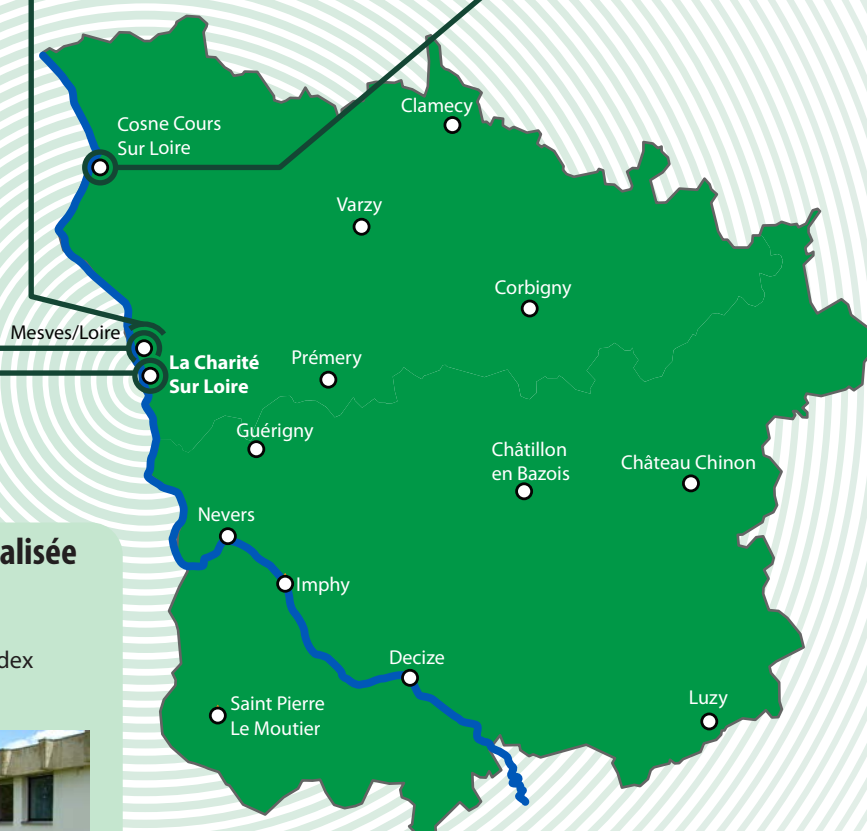 Clamecy
Cosne Cours
Sur Loire
Varzy
Corbigny
Mesves/Loire
La Charité
Sur Loire
Prémery
Guérigny
Châtillon
en Bazois
Château Chinon
Nevers
alisée
Imphy
dex
Decize
Saint Pierre
Le Moutier
Luzy